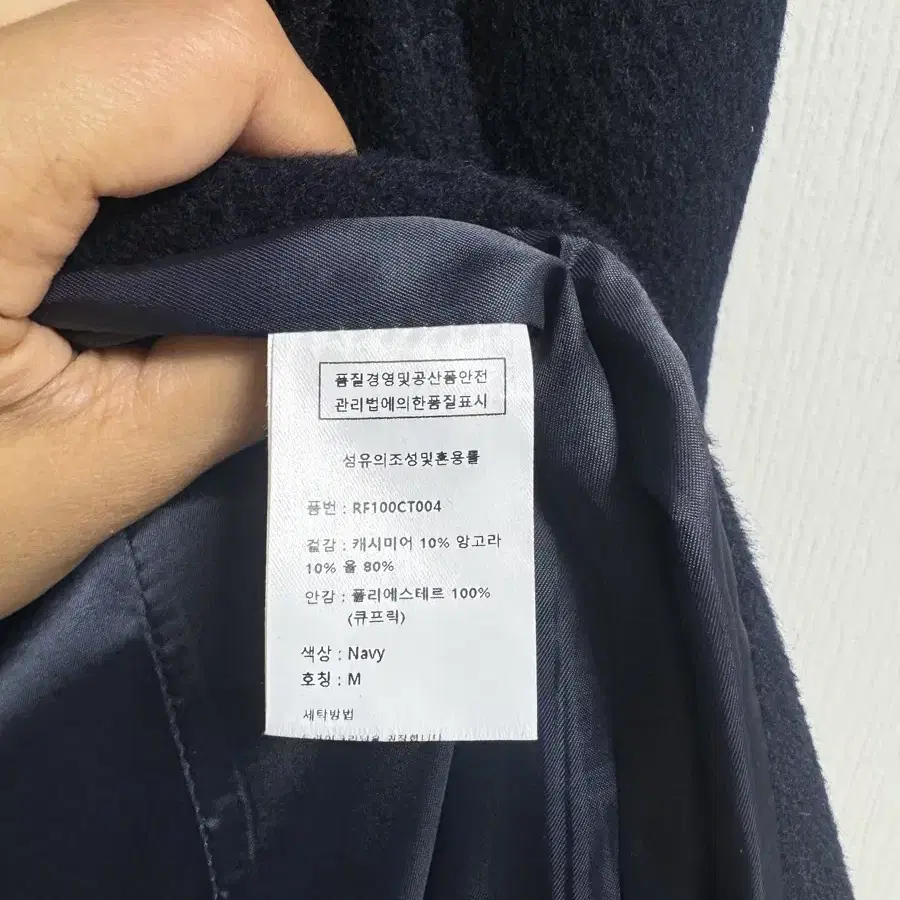 품질경영및공산품안전
관리법에의한품질표시
섬유의조성및혼용률
품번 : RF100CT004
겉감 : 캐시미어 10% 앙고라
10% 울 80%
안감 : 폴리에스테르 100%
(큐프릭)
색상 : Navy
호칭 : M
세탁방법